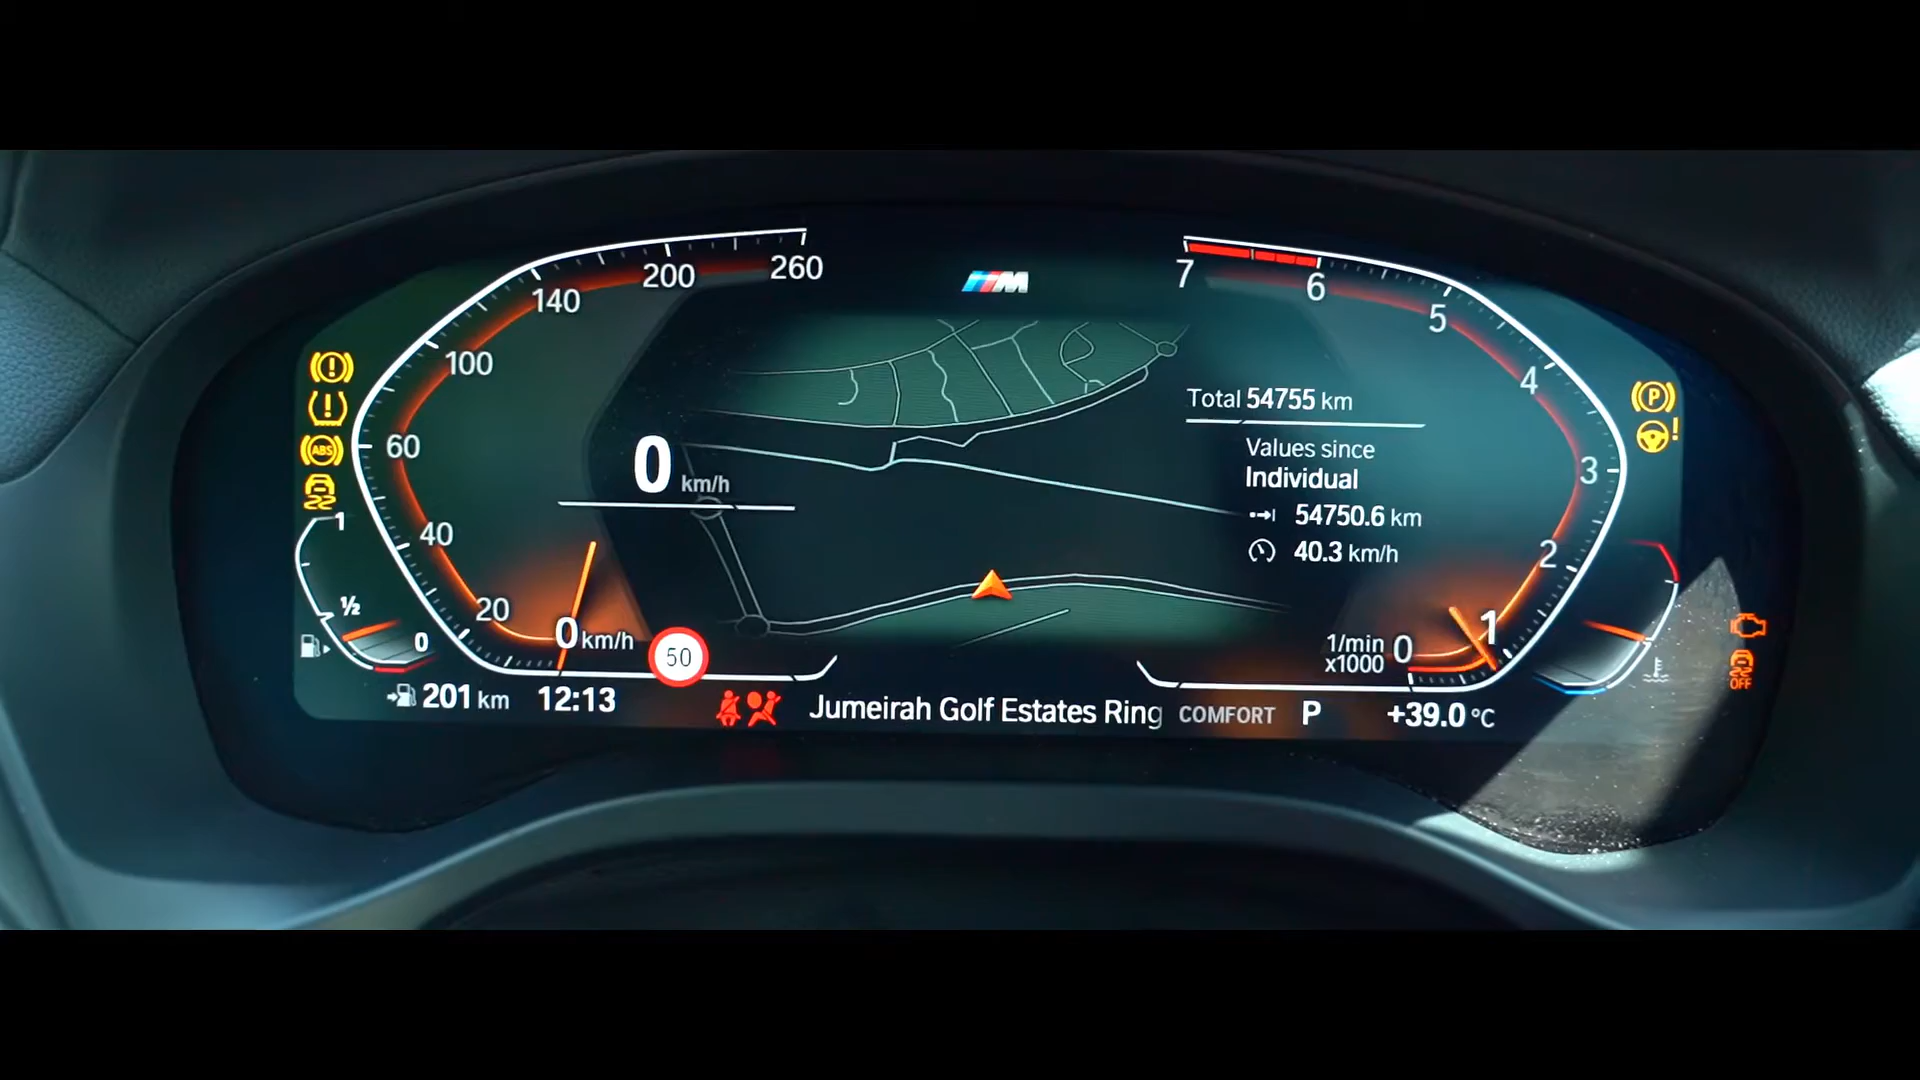 260
200
140
100
60
40
20
0 km/h
0 km/h
50
1
½
0
ABS
201 km
12:13
M
Jumeirah Golf Estates Ring
COMFORT
P
+39.0 °C
7
6
5
4
3
2
1
0
1/min
x1000
Total 54755 km
Values since
Individual
54750.6 km
40.3 km/h
P
OFF